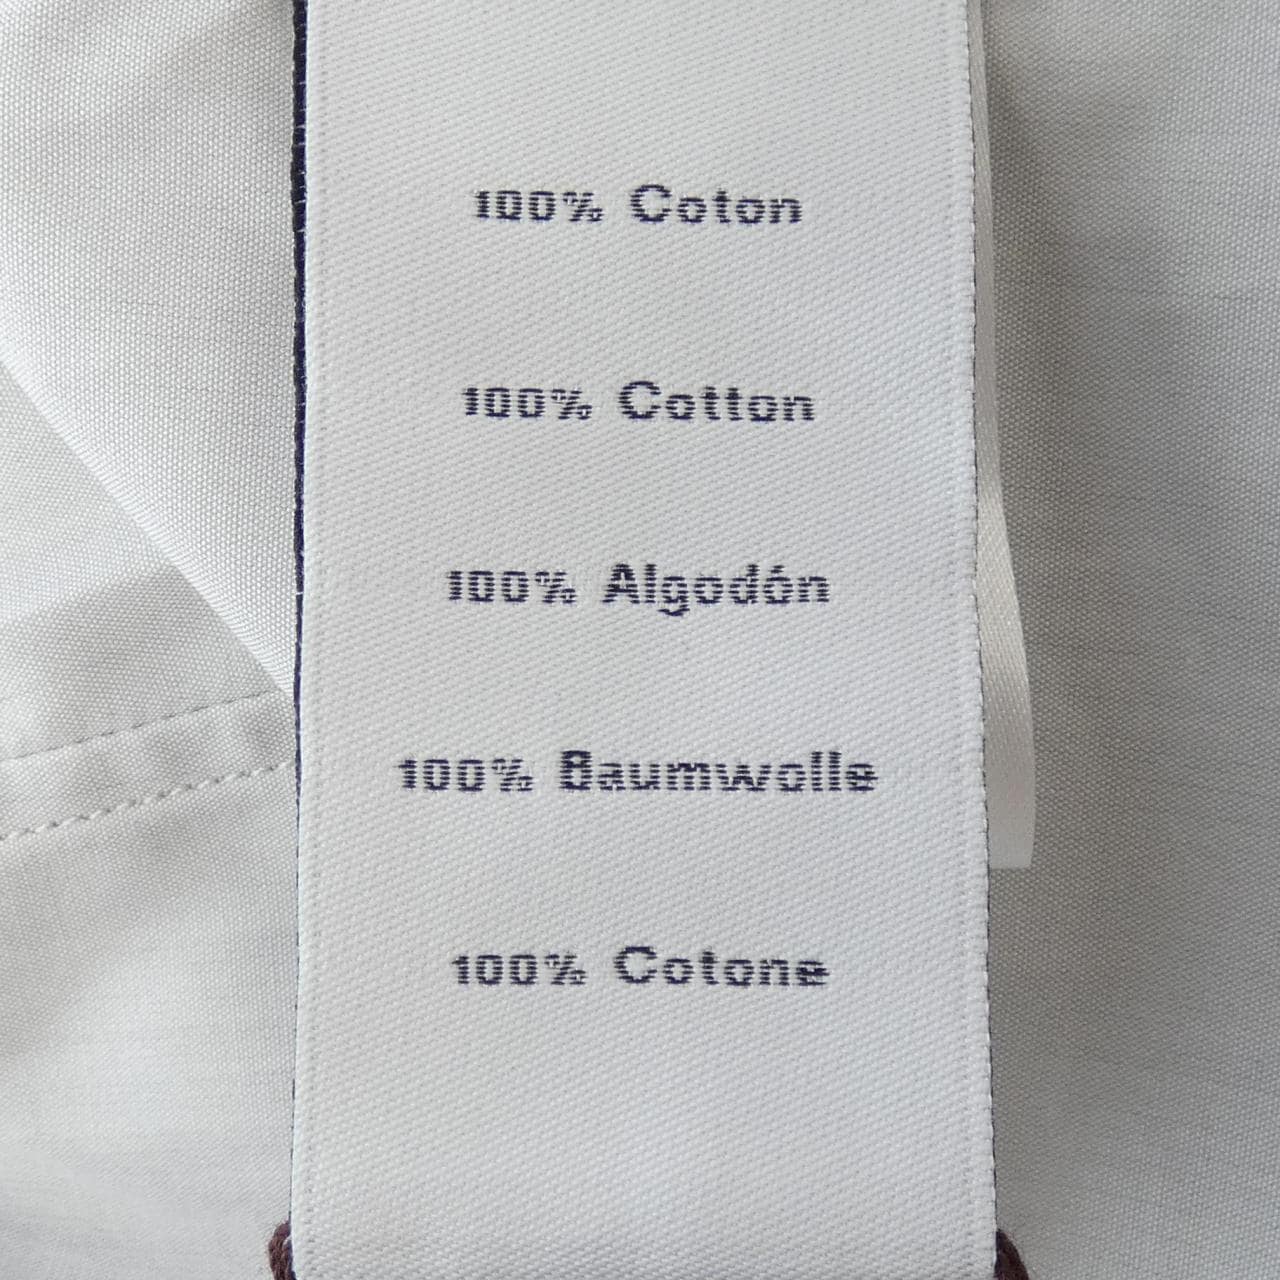 100% Coton
100% Cotton
100% Algodón
100% Baumwolle
100% Cotone